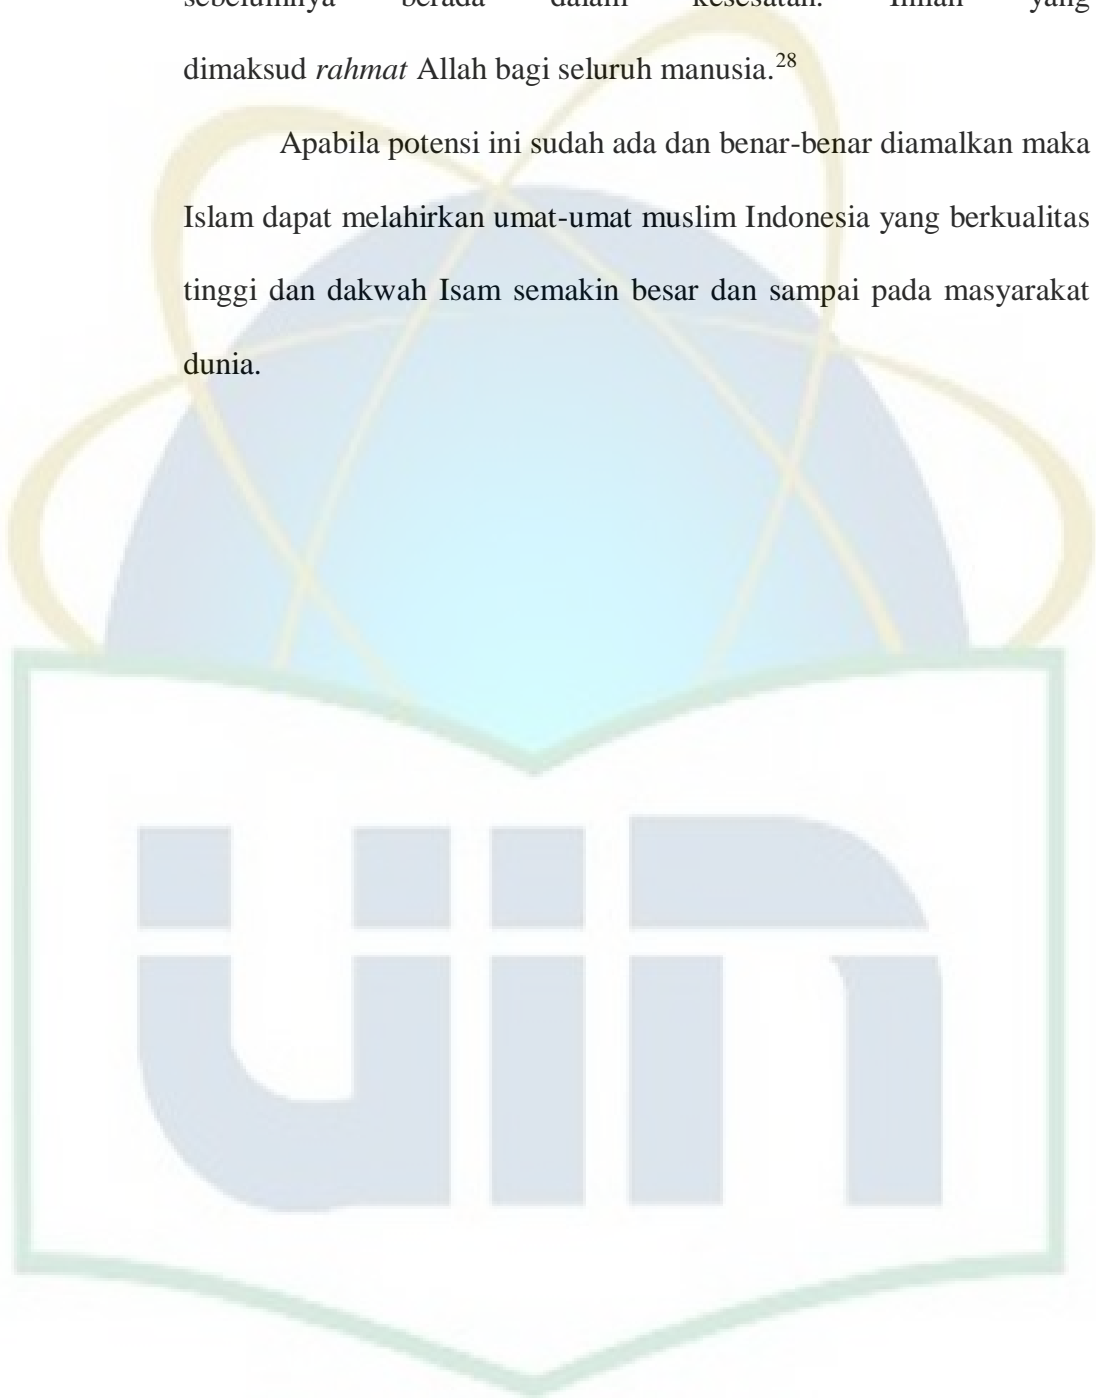 sebelumnya berada dalam kesesatan. Inilah yang
dimaksud rahmat Allah bagi seluruh manusia.28
Apabila potensi ini sudah ada dan benar-benar diamalkan maka
Islam dapat melahirkan umat-umat muslim Indonesia yang berkualitas
tinggi dan dakwah Isam semakin besar dan sampai pada masyarakat
dunia.
uin